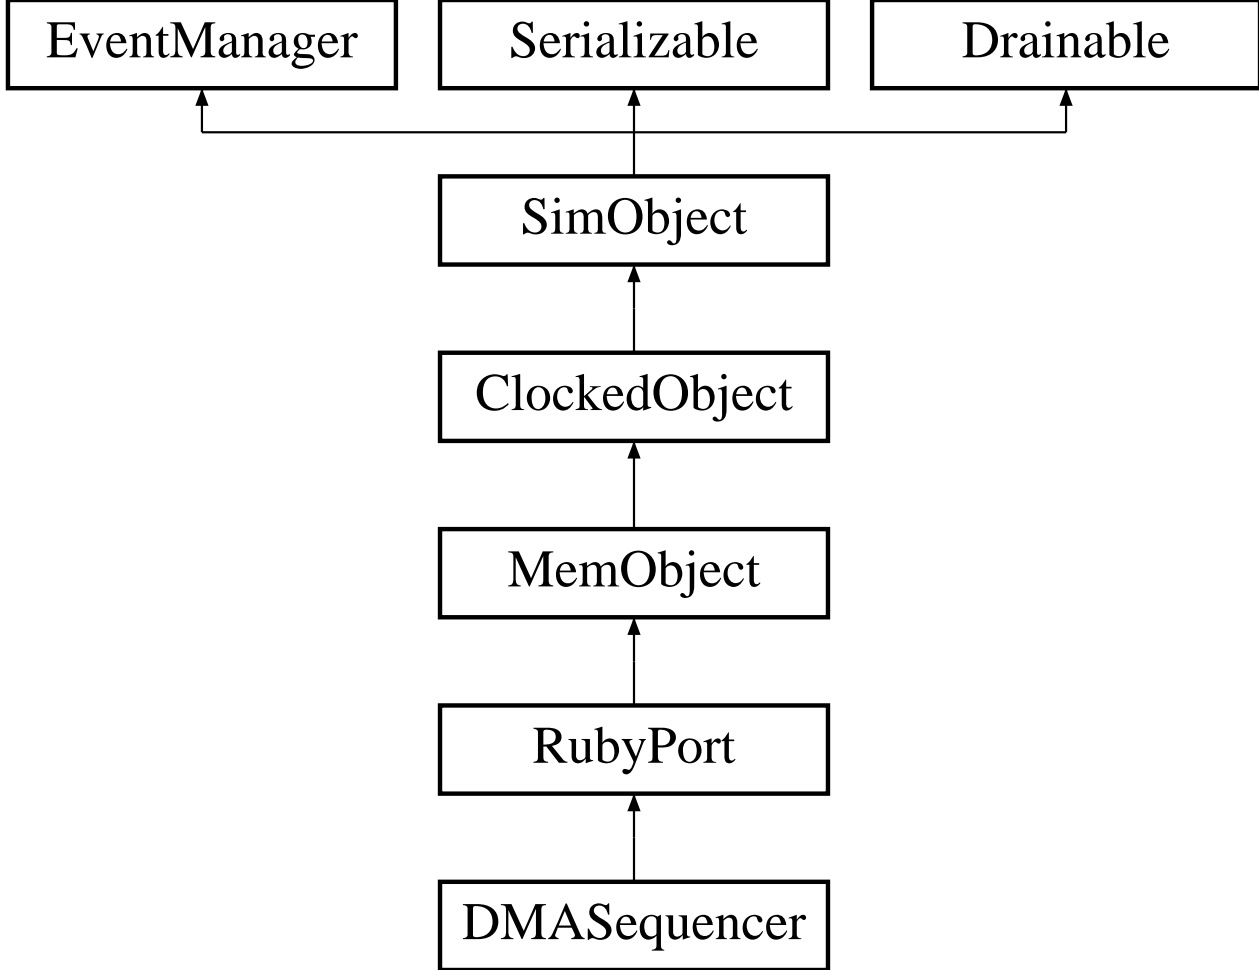 EventManager
Serializable
Drainable
SimObject
ClockedObject
MemObject
RubyPort
DMASequencer